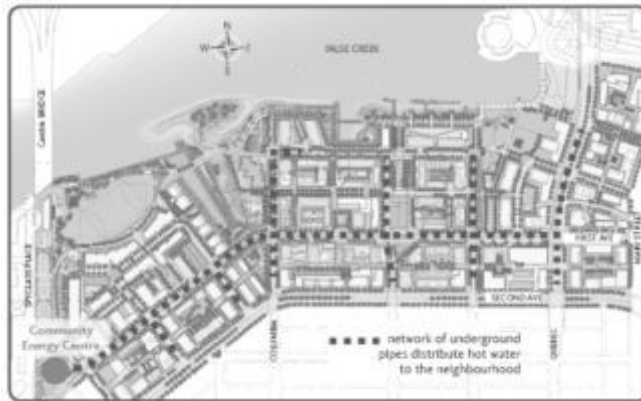 N
W E
S
FALSE CREEK
Cambie BRIDGE
SPYGLASS PLACE
FIRST AVE
SECOND AVE
Community
Energy Centre
COLUMBIA
QUEBEC
network of underground
pipes distribute hot water
to the neighbourhood